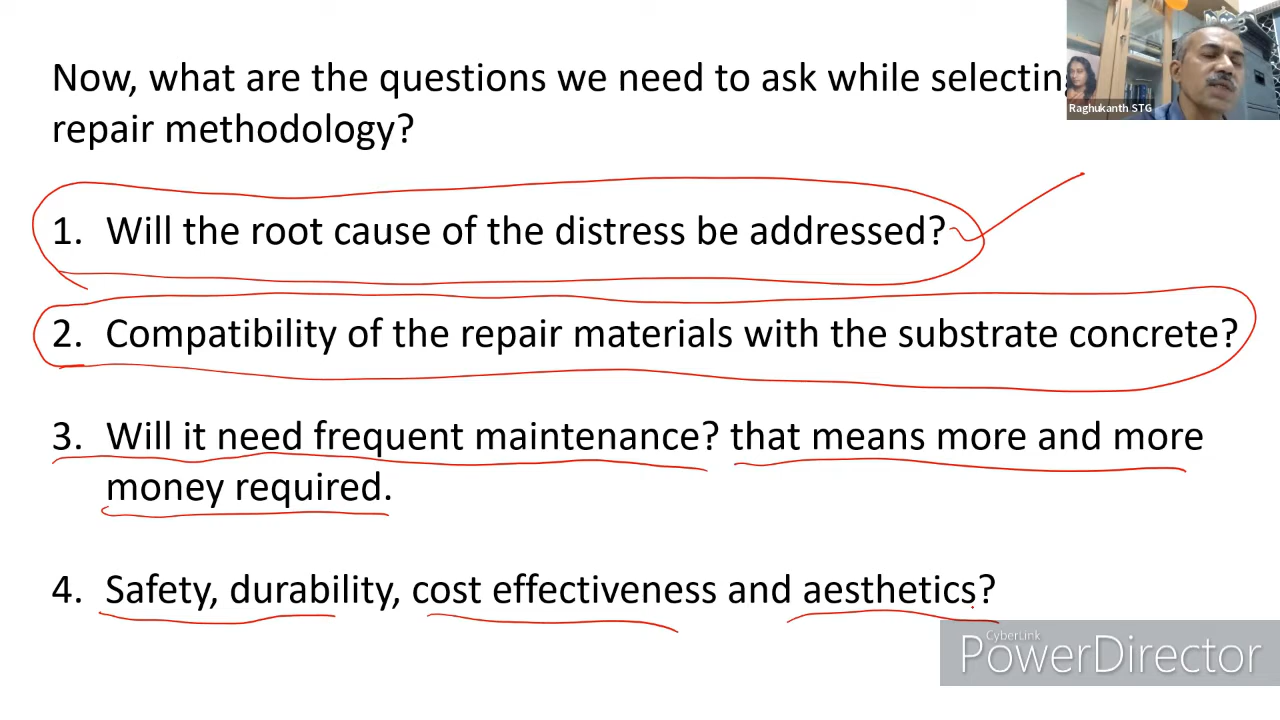 Now, what are the questions we need to ask while selecting
repair methodology?
Raghukanth STG
1. Will the root cause of the distress be addressed?
2. Compatibility of the repair materials with the substrate concrete?
3. Will it need frequent maintenance? that means more and more
money required.
4. Safety, durability, cost effectiveness and aesthetics?
CyberLink
PowerDirector